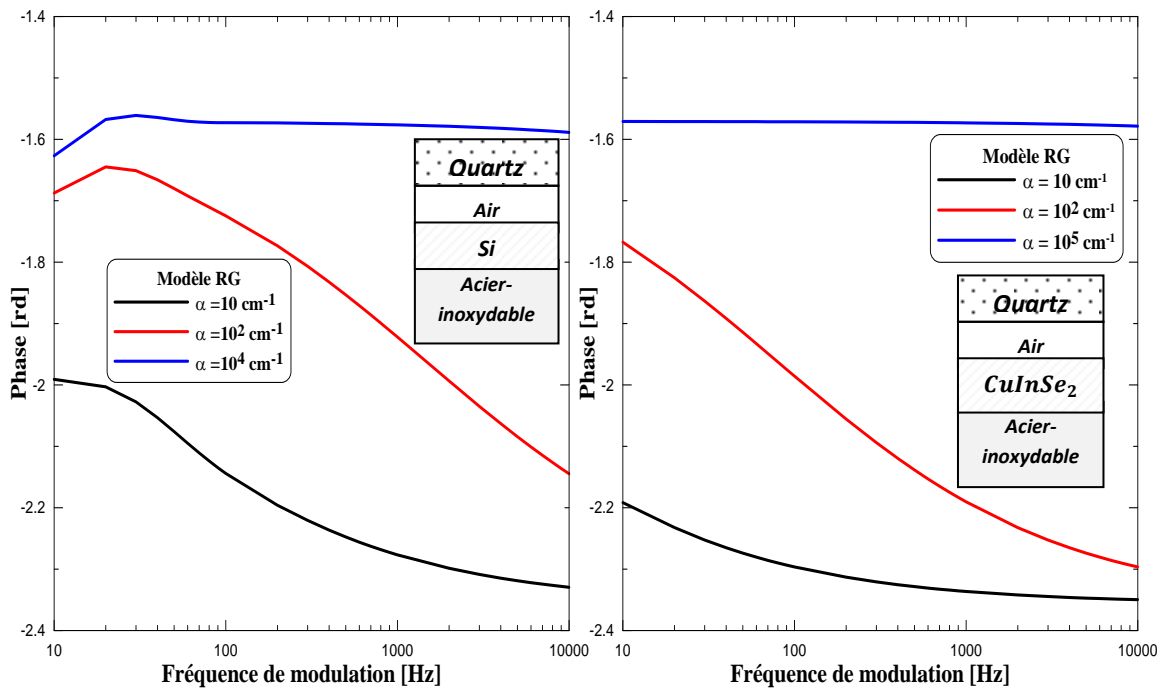 -1.4
-1.6
-1.8
-2
-2.2
-2.4
Phase [rd]
10
100
1000
10000
Fréquence de modulation [Hz]
Modèle RG
α =10 cm⁻¹
α =10² cm⁻¹
α =10⁴ cm⁻¹
Quartz
Air
Si
Acier-
inoxydable
-1.4
-1.6
-1.8
-2
-2.2
-2.4
Phase [rd]
10
100
1000
10000
Fréquence de modulation [Hz]
Modèle RG
α = 10 cm⁻¹
α = 10² cm⁻¹
α = 10⁵ cm⁻¹
Quartz
Air
CuInSe₂
Acier-
inoxydable